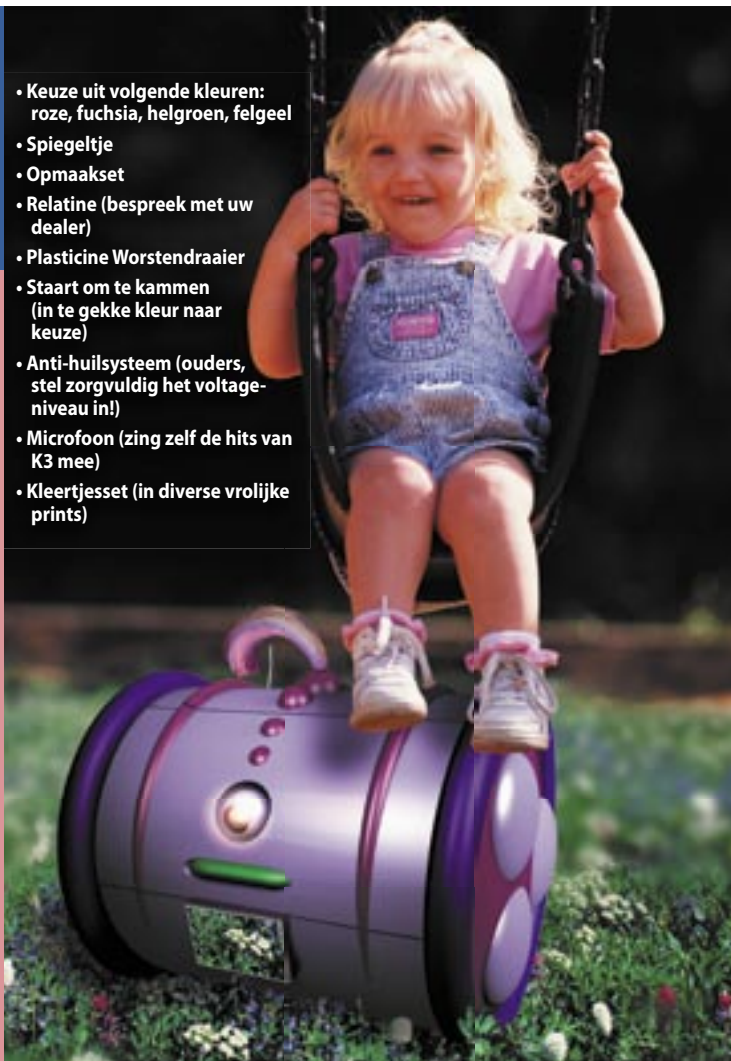 • Keuze uit volgende kleuren:
roze, fuchsia, helgroen, felgeel
• Spiegeltje
• Opmaakset
• Relatine (bespreek met uw
dealer)
• Plasticine Worstendraaier
• Staart om te kammen
(in te gekke kleur naar
keuze)
• Anti-huilsysteem (ouders,
stel zorgvuldig het voltage-
niveau in!)
• Microfoon (zing zelf de hits van
K3 mee)
• Kleertjesset (in diverse vrolijke
prints)